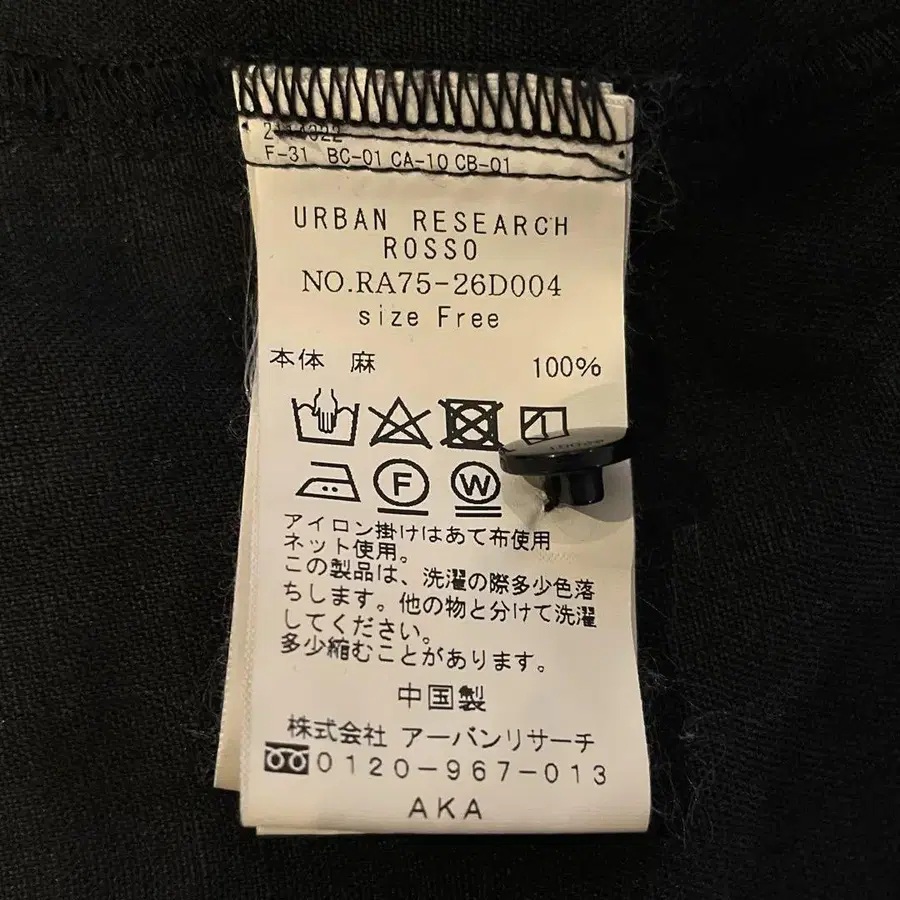 F-31 BC-01 CA-10 CB-01
URBAN RESEARCH
ROSSO
NO.RA75-26D004
size Free
本体 麻 100%
F W
アイロン掛けはあて布使用
ネット使用。
この製品は、洗濯の際多少色落
ちします。他の物と分けて洗濯
してください。
多少縮むことがあります。
中国製
株式会社 アーバンリサーチ
0120-967-013
AKA